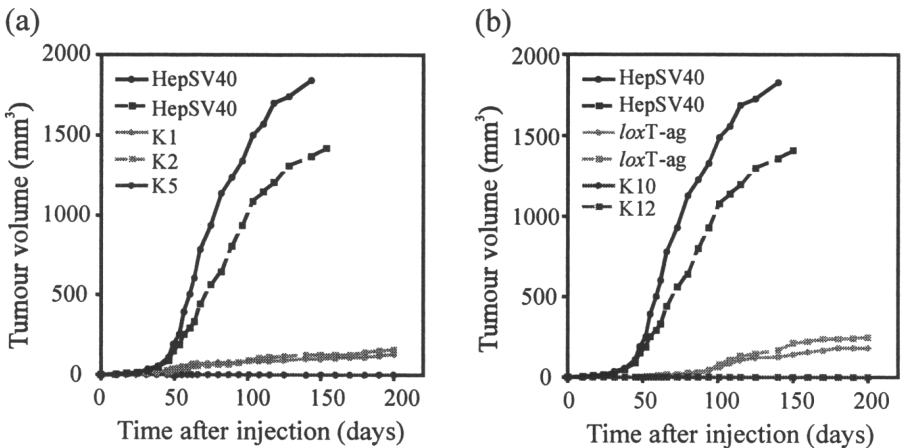 (a)
2000
1500
1000
500
0
Tumour volume (mm³)
HepSV40
HepSV40
K1
K2
K5
0 50 100 150 200
Time after injection (days)
(b)
2000
1500
1000
500
0
Tumour volume (mm³)
HepSV40
HepSV40
loxT-ag
loxT-ag
K10
K12
0 50 100 150 200
Time after injection (days)